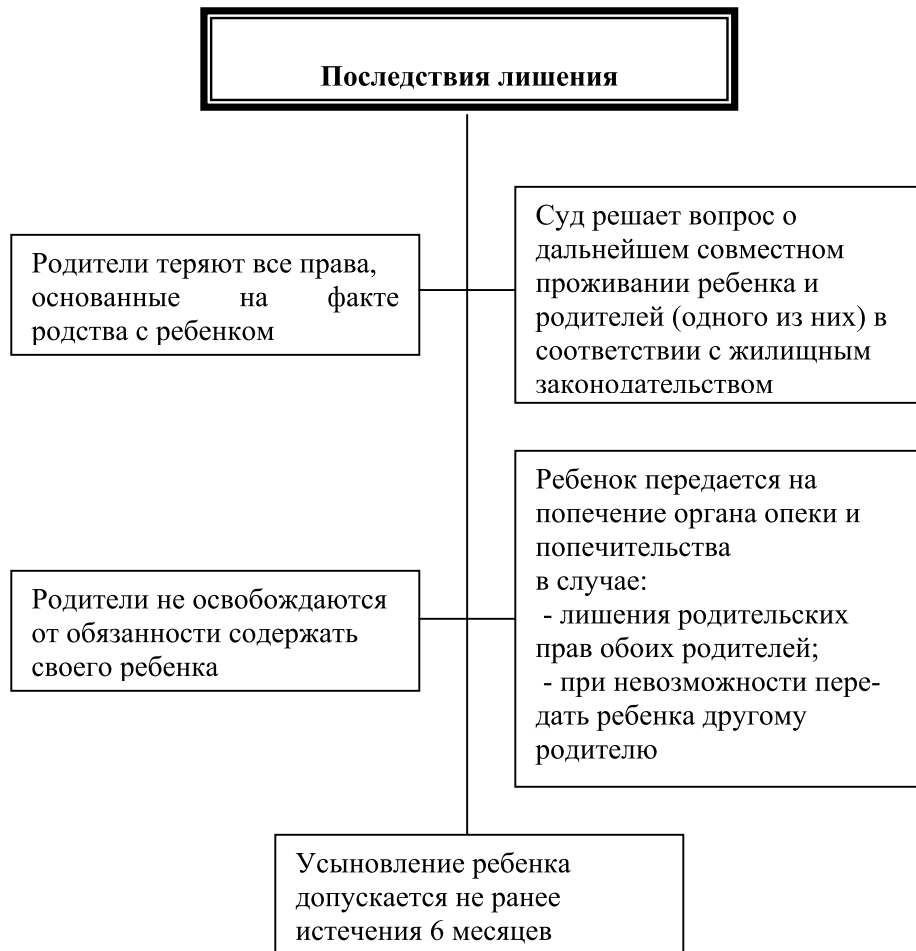 Последствия лишения
Родители теряют все права,
основанные на факте
родства с ребенком
Суд решает вопрос о
дальнейшем совместном
проживании ребенка и
родителей (одного из них) в
соответствии с жилищным
законодательством
Родители не освобождаются
от обязанности содержать
своего ребенка
Ребенок передается на
попечение органа опеки и
попечительства
в случае:
- лишения родительских
прав обоих родителей;
- при невозможности пере-
дать ребенка другому
родителю
Усыновление ребенка
допускается не ранее
истечения 6 месяцев